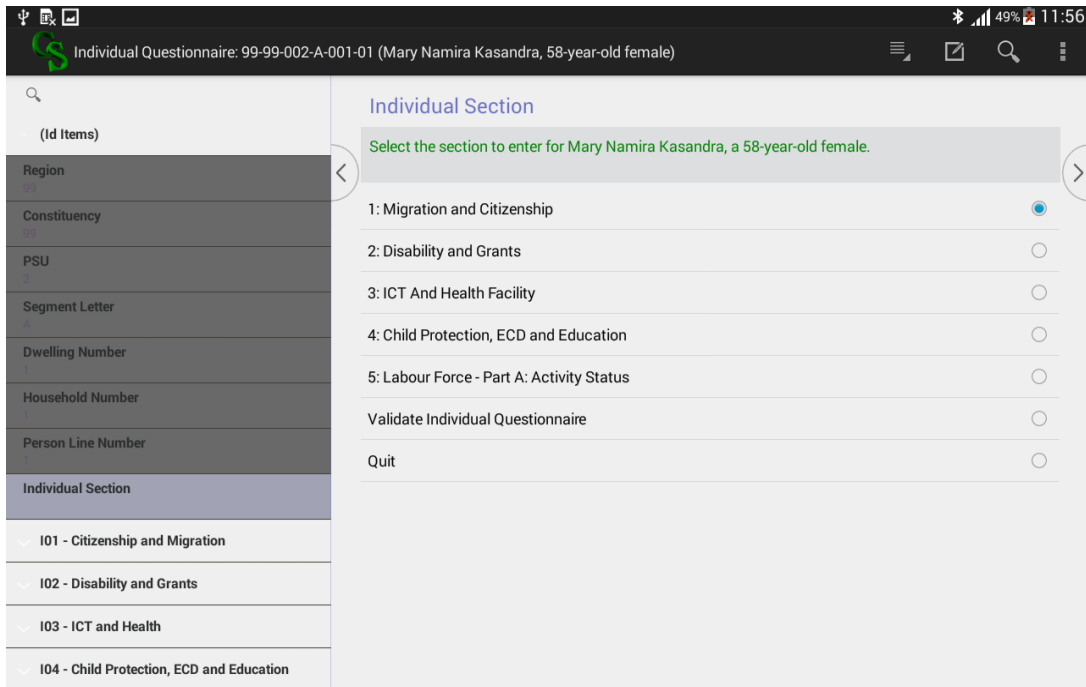 49% 11:56
CS Individual Questionnaire: 99-99-002-A-001-01 (Mary Namira Kasandra, 58-year-old female)
(Id Items)
Region
99
Constituency
99
PSU
2
Segment Letter
A
Dwelling Number
1
Household Number
1
Person Line Number
1
Individual Section
I01 - Citizenship and Migration
I02 - Disability and Grants
I03 - ICT and Health
I04 - Child Protection, ECD and Education
Individual Section
Select the section to enter for Mary Namira Kasandra, a 58-year-old female.
1: Migration and Citizenship
2: Disability and Grants
3: ICT And Health Facility
4: Child Protection, ECD and Education
5: Labour Force - Part A: Activity Status
Validate Individual Questionnaire
Quit